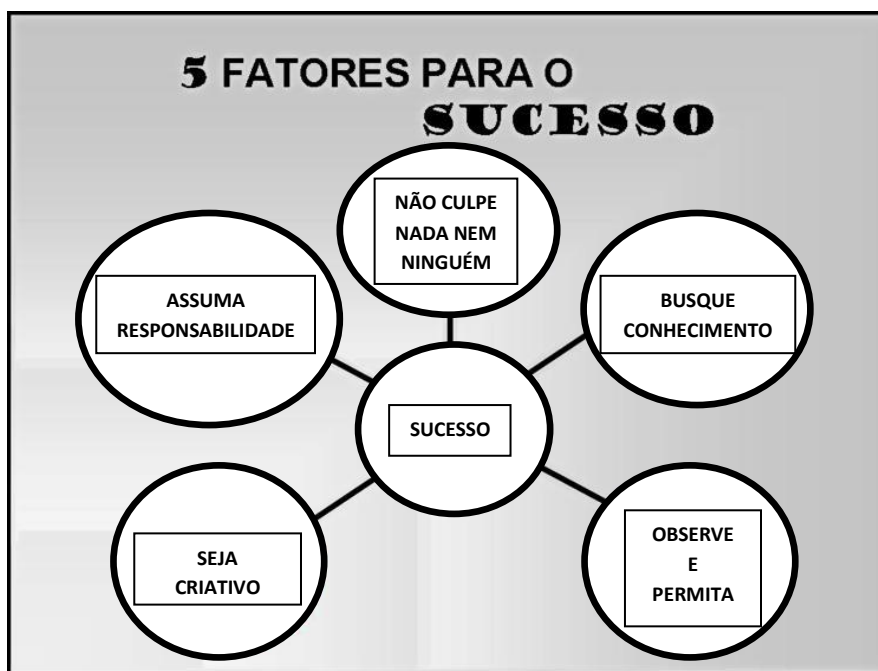 5 FATORES PARA O
SUCESSO
NÃO CULPE
NADA NEM
NINGUÉM
ASSUMA
RESPONSABILIDADE
BUSQUE
CONHECIMENTO
SUCESSO
SEJA
CRIATIVO
OBSERVE
E
PERMITA